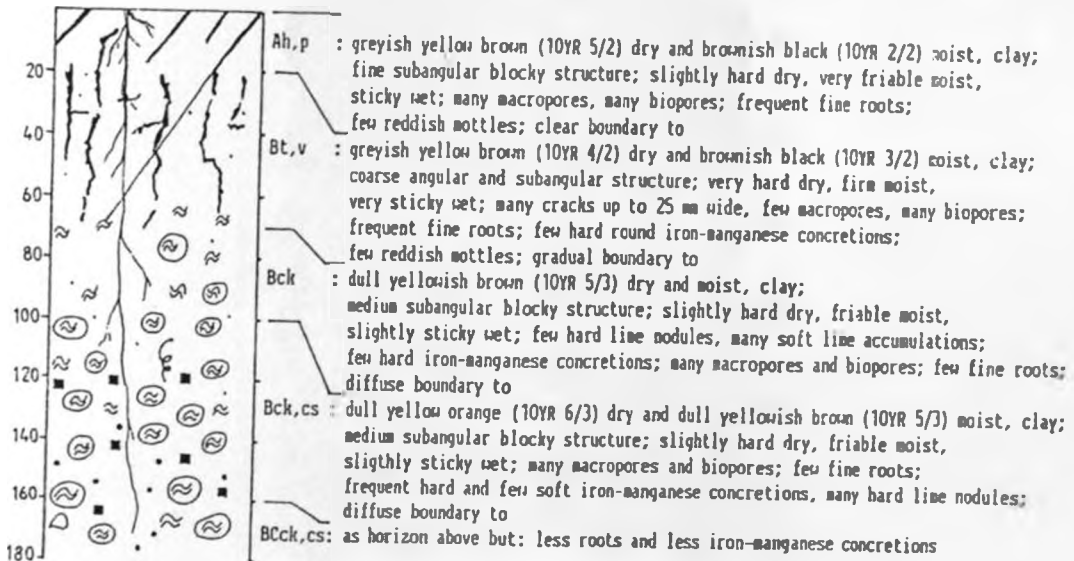 Ah,p : greyish yellow brown (10YR 5/2) dry and brownish black (10YR 2/2) moist, clay;
fine subangular blocky structure; slightly hard dry, very friable moist,
sticky wet; many macropores, many biopores; frequent fine roots;
few reddish mottles; clear boundary to
Bt,v : greyish yellow brown (10YR 4/2) dry and brownish black (10YR 3/2) moist, clay;
coarse angular and subangular structure; very hard dry, firm moist,
very sticky wet; many cracks up to 25 mm wide, few macropores, many biopores;
frequent fine roots; few hard round iron-manganese concretions;
few reddish mottles; gradual boundary to
Bck : dull yellowish brown (10YR 5/3) dry and moist, clay;
medium subangular blocky structure; slightly hard dry, friable moist,
slightly sticky wet; few hard lime nodules, many soft lime accumulations;
few hard iron-manganese concretions; many macropores and biopores; few fine roots;
diffuse boundary to
Bck,cs : dull yellow orange (10YR 6/3) dry and dull yellowish brown (10YR 5/3) moist, clay;
medium subangular blocky structure; slightly hard dry, friable moist,
sligthly sticky wet; many macropores and biopores; few fine roots;
frequent hard and few soft iron-manganese concretions, many hard lime nodules;
diffuse boundary to
BCck,cs: as horizon above but: less roots and less iron-manganese concretions
20
40
60
80
100
120
140
160
180